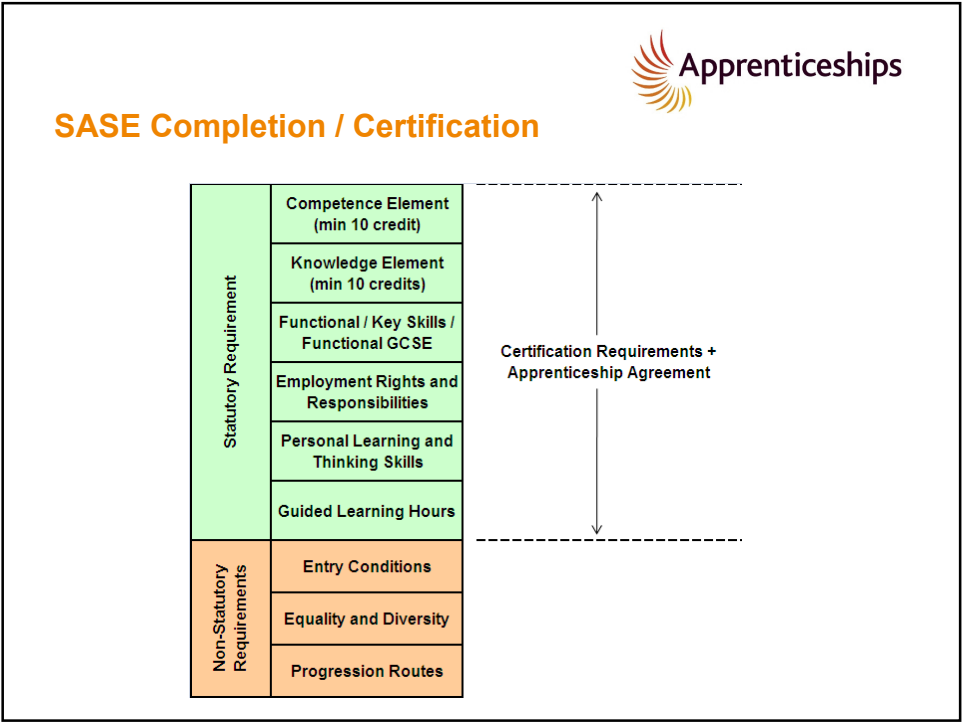 Apprenticeships
SASE Completion / Certification
Statutory Requirement
Competence Element
(min 10 credit)
Knowledge Element
(min 10 credits)
Functional / Key Skills /
Functional GCSE
Employment Rights and
Responsibilities
Personal Learning and
Thinking Skills
Guided Learning Hours
Certification Requirements +
Apprenticeship Agreement
Non-Statutory
Requirements
Entry Conditions
Equality and Diversity
Progression Routes